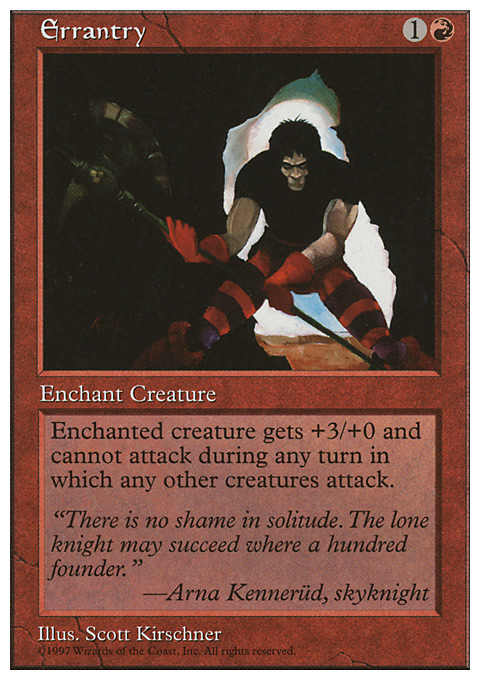 Errantry 1
Enchant Creature
Enchanted creature gets +3/+0 and
cannot attack during any turn in
which any other creatures attack.
“There is no shame in solitude. The lone
knight may succeed where a hundred
founder.”
—Arna Kennerüd, skyknight
Illus. Scott Kirschner
©1997 Wizards of the Coast, Inc. All rights reserved.